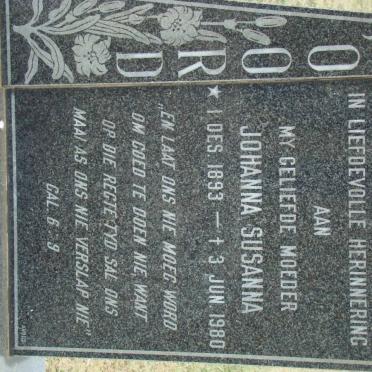 OORD
IN LIEFDEVOLLE HERINNERING
AAN
MY GELIEFDE MOEDER
JOHANNA SUSANNA
★ 1 DES. 1893 — † 3 JUN. 1980
„EN LAAT ONS NIE MOEG WORD
OM GOED TE DOEN NIE WANT
OP DIE REGTE TYD SAL ONS
MAAI AS ONS NIE VERSLAP NIE"
GAL. 6 : 9